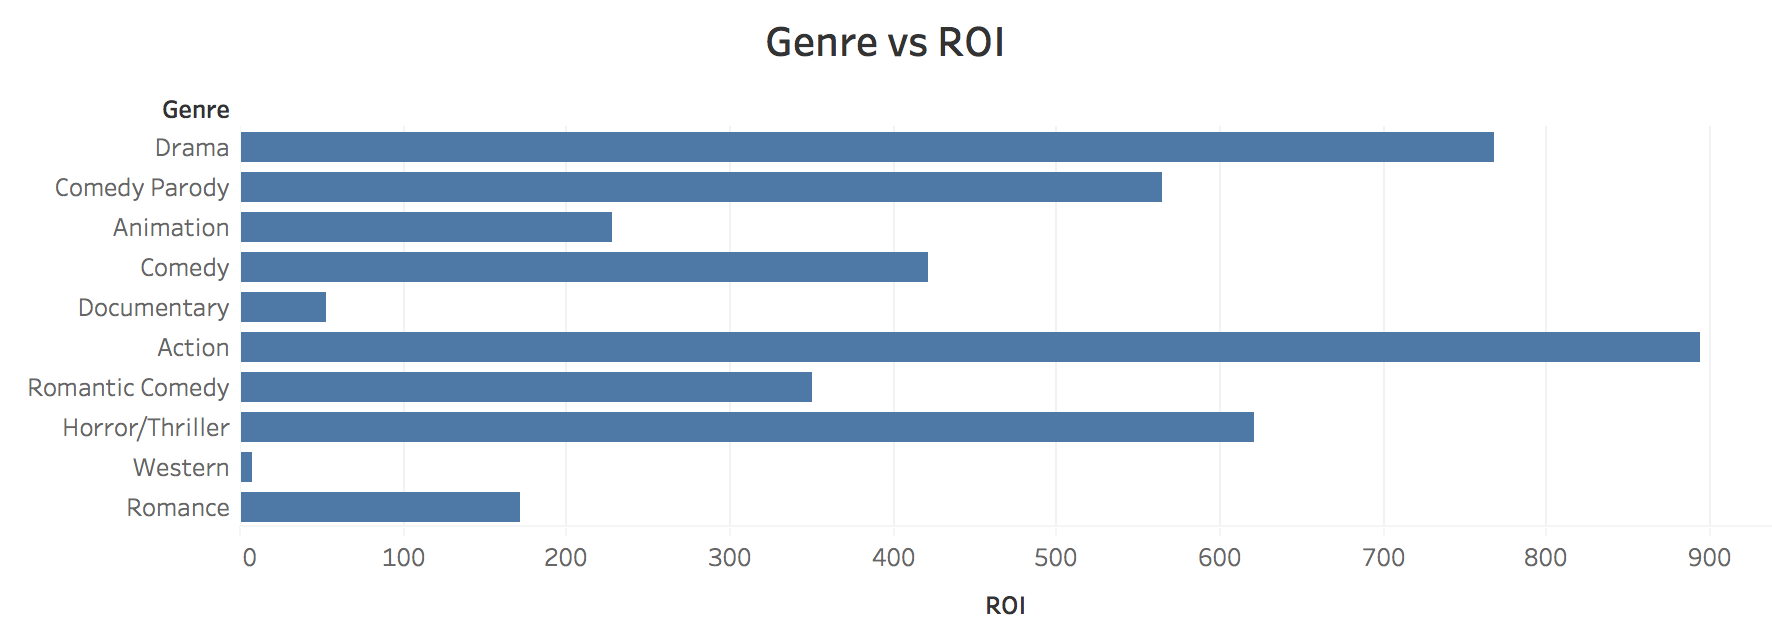 Genre vs ROI
Genre
Drama
Comedy Parody
Animation
Comedy
Documentary
Action
Romantic Comedy
Horror/Thriller
Western
Romance
0 100 200 300 400 500 600 700 800 900
ROI